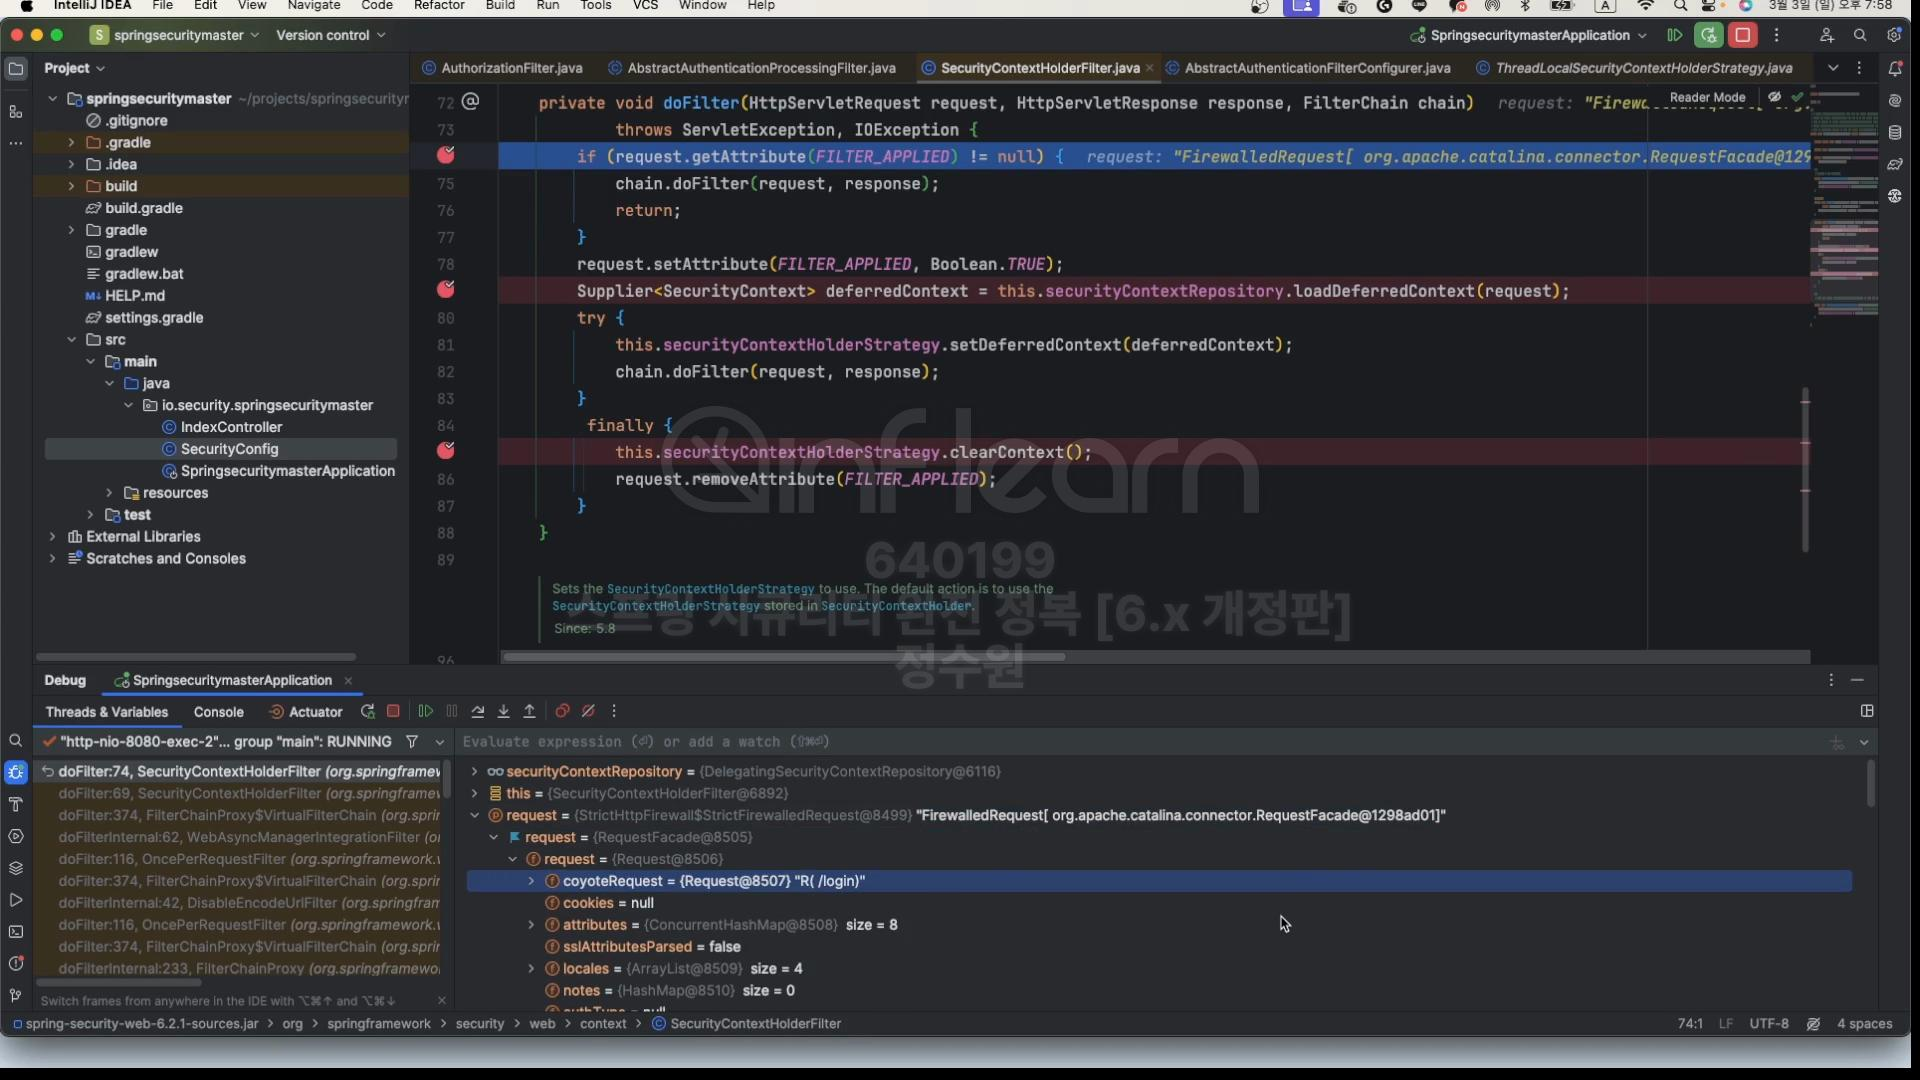 IntelliJ IDEA File Edit View Navigate Code Refactor Build Run Tools VCS Window Help A 3월 3일 (일) 오후 7:58
S springsecuritymaster Version control SpringsecuritymasterApplication
Project AuthorizationFilter.java AbstractAuthenticationProcessingFilter.java SecurityContextHolderFilter.java AbstractAuthenticationFilterConfigurer.java ThreadLocalSecurityContextHolderStrategy.java
springsecuritymaster ~/projects/springsecurityr
.gitignore
.gradle
.idea
build
build.gradle
gradle
gradlew
gradlew.bat
M↓ HELP.md
settings.gradle
src
main
java
io.security.springsecuritymaster
IndexController
SecurityConfig
SpringsecuritymasterApplication
resources
test
External Libraries
Scratches and Consoles
Reader Mode
72 @ private void doFilter(HttpServletRequest request, HttpServletResponse response, FilterChain chain) request:
73 throws ServletException, IOException {
if (request.getAttribute(FILTER_APPLIED) != null) { request: "FirewalledRequest[ org.apache.catalina.connector.RequestFacade@129
75 chain.doFilter(request, response);
76 return;
77 }
78 request.setAttribute(FILTER_APPLIED, Boolean.TRUE);
Supplier<SecurityContext> deferredContext = this.securityContextRepository.loadDeferredContext(request);
80 try {
81 this.securityContextHolderStrategy.setDeferredContext(deferredContext);
82 chain.doFilter(request, response);
83 }
84 finally {
this.securityContextHolderStrategy.clearContext();
86 request.removeAttribute(FILTER_APPLIED);
87 }
88 }
89
Sets the SecurityContextHolderStrategy to use. The default action is to use the
SecurityContextHolderStrategy stored in SecurityContextHolder.
Since: 5.8
96
inflearn
640199
스프링 시큐리티 완전 정복 [6.x 개정판]
정수원
Debug SpringsecuritymasterApplication
Threads & Variables Console Actuator
"http-nio-8080-exec-2"... group "main": RUNNING
doFilter:74, SecurityContextHolderFilter (org.springframew
doFilter:69, SecurityContextHolderFilter (org.springframew
doFilter:374, FilterChainProxy$VirtualFilterChain (org.spri
doFilterInternal:62, WebAsyncManagerIntegrationFilter (o
doFilter:116, OncePerRequestFilter (org.springframework.v
doFilter:374, FilterChainProxy$VirtualFilterChain (org.spri
doFilterInternal:42, DisableEncodeUrlFilter (org.springfra
doFilter:116, OncePerRequestFilter (org.springframework.v
doFilter:374, FilterChainProxy$VirtualFilterChain (org.spri
doFilterInternal:233, FilterChainProxy (org.springframewo
Switch frames from anywhere in the IDE with ⌥⌘↑ and ⌥⌘↓
Evaluate expression (⏎) or add a watch (⇧⌘⏎)
securityContextRepository = {DelegatingSecurityContextRepository@6116}
this = {SecurityContextHolderFilter@6892}
request = {StrictHttpFirewall$StrictFirewalledRequest@8499} "FirewalledRequest[ org.apache.catalina.connector.RequestFacade@1298ad01]"
request = {RequestFacade@8505}
request = {Request@8506}
coyoteRequest = {Request@8507} "R( /login)"
cookies = null
attributes = {ConcurrentHashMap@8508} size = 8
sslAttributesParsed = false
locales = {ArrayList@8509} size = 4
notes = {HashMap@8510} size = 0
authType = null
spring-security-web-6.2.1-sources.jar > org > springframework > security > web > context > SecurityContextHolderFilter 74:1 LF UTF-8 4 spaces